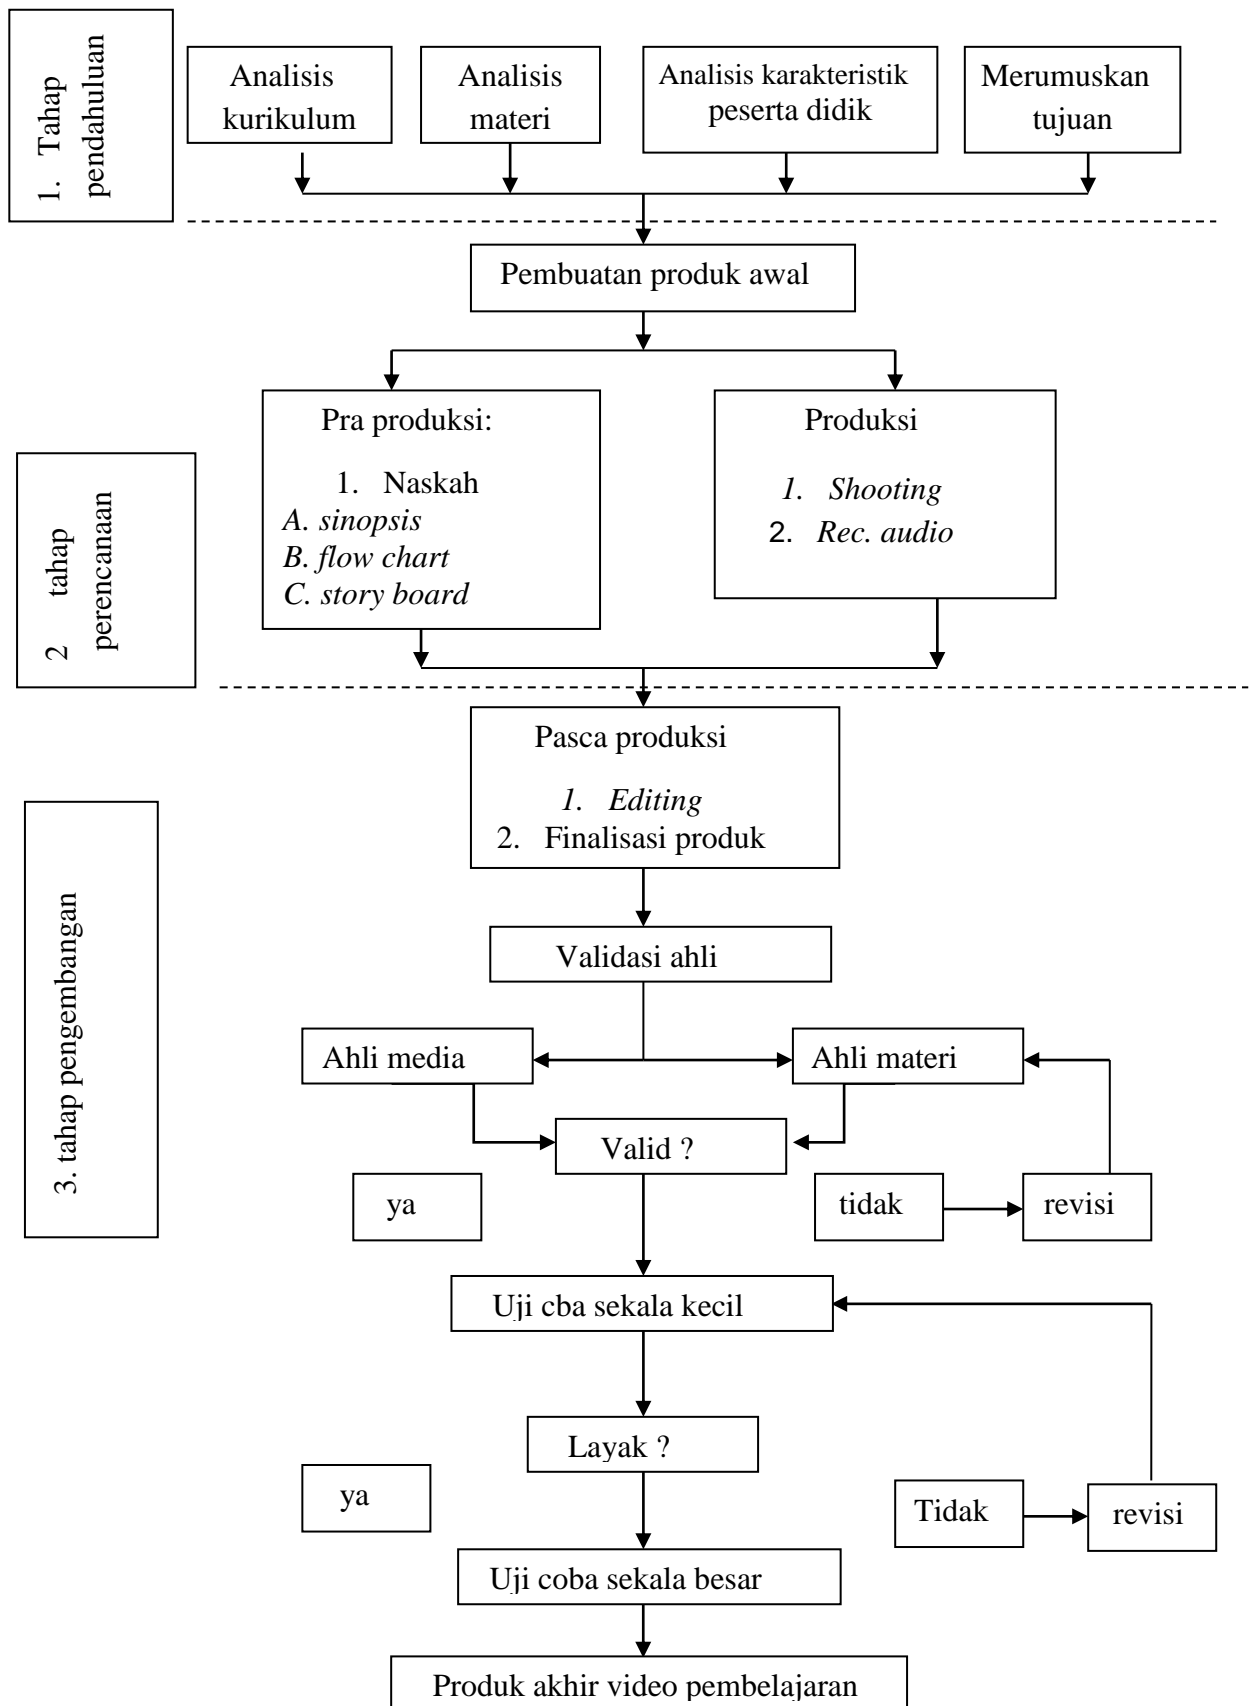 1. Tahap
pendahuluan
Analisis
kurikulum
Analisis
materi
Analisis karakteristik
peserta didik
Merumuskan
tujuan
Pembuatan produk awal
2 tahap
perencanaan
Pra produksi:
1. Naskah
A. sinopsis
B. flow chart
C. story board
Produksi
1. Shooting
2. Rec. audio
3. tahap pengembangan
Pasca produksi
1. Editing
2. Finalisasi produk
Validasi ahli
Ahli media
Ahli materi
Valid ?
ya
tidak
revisi
Uji cba sekala kecil
Layak ?
ya
Tidak
revisi
Uji coba sekala besar
Produk akhir video pembelajaran